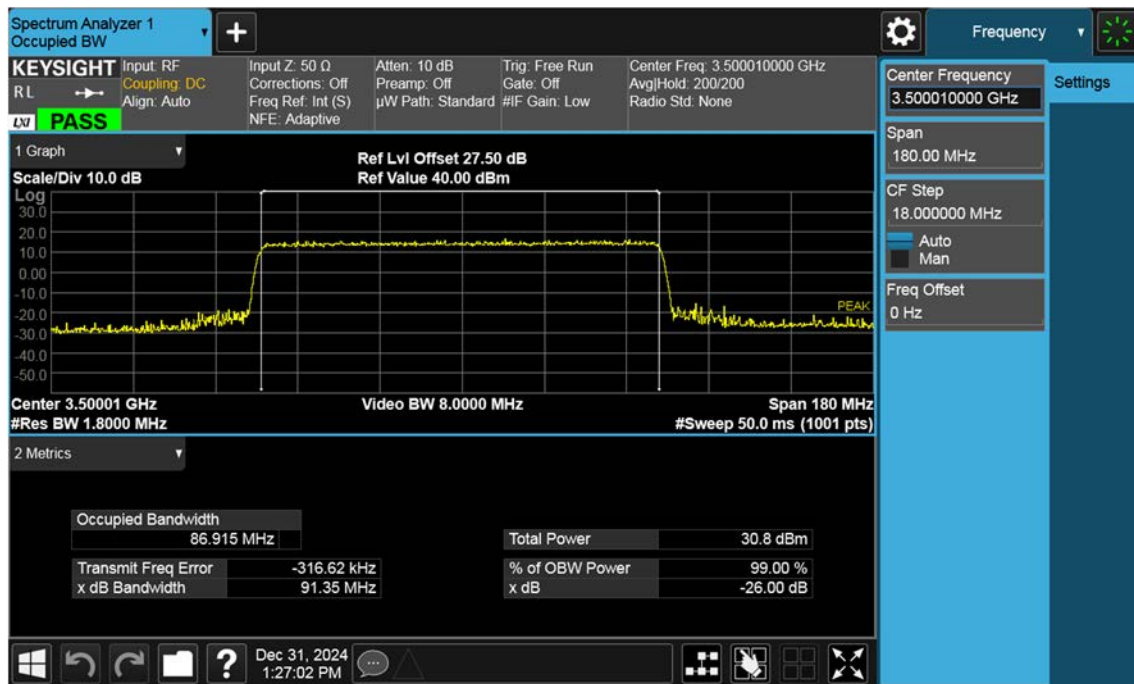 Spectrum Analyzer 1
Occupied BW
+
Frequency
KEYSIGHT
RL
LXI
PASS
Input: RF
Coupling: DC
Align: Auto
Input Z: 50 Ω
Corrections: Off
Freq Ref: Int (S)
NFE: Adaptive
Atten: 10 dB
Preamp: Off
µW Path: Standard
Trig: Free Run
Gate: Off
#IF Gain: Low
Center Freq: 3.500010000 GHz
Avg|Hold: 200/200
Radio Std: None
Center Frequency
3.500010000 GHz
Settings
Span
180.00 MHz
CF Step
18.000000 MHz
Auto
Man
Freq Offset
0 Hz
1 Graph
Scale/Div 10.0 dB
Ref Lvl Offset 27.50 dB
Ref Value 40.00 dBm
Log
30.0
20.0
10.0
0.00
-10.0
-20.0
-30.0
-40.0
-50.0
PEAK
Center 3.50001 GHz
#Res BW 1.8000 MHz
Video BW 8.0000 MHz
Span 180 MHz
#Sweep 50.0 ms (1001 pts)
2 Metrics
Occupied Bandwidth
86.915 MHz
Total Power 30.8 dBm
Transmit Freq Error -316.62 kHz
% of OBW Power 99.00 %
x dB Bandwidth 91.35 MHz
x dB -26.00 dB
?
Dec 31, 2024
1:27:02 PM